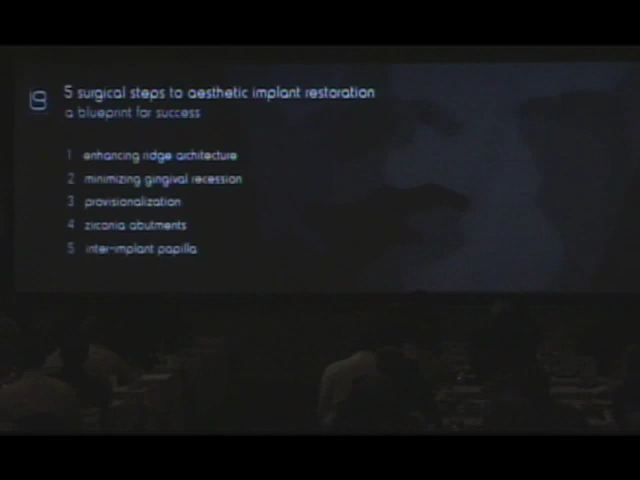 5 surgical steps to aesthetic implant restoration
a blueprint for success
1 enhancing ridge architecture
2 minimizing gingival recession
3 provisionalization
4 zirconia abutments
5 inter-implant papilla